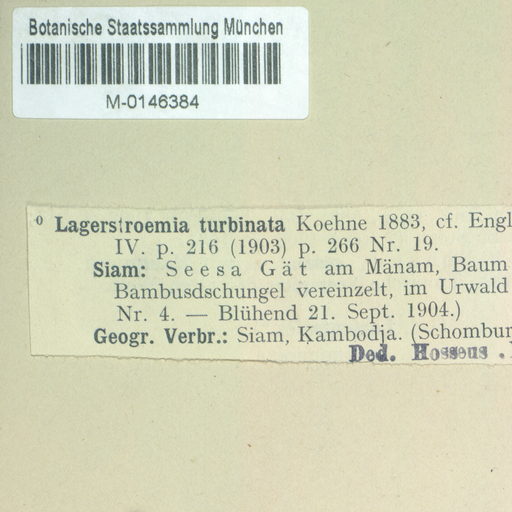 Botanische Staatssammlung München
M-0146384
⁰ Lagerstroemia turbinata Koehne 1883, cf. Engl
IV. p. 216 (1903) p. 266 Nr. 19.
Siam: Seesa Gät am Mänam, Baum
Bambusdschungel vereinzelt, im Urwald
Nr. 4. — Blühend 21. Sept. 1904.)
Geogr. Verbr.: Siam, Kambodja. (Schombur
Ded. Hosseus.